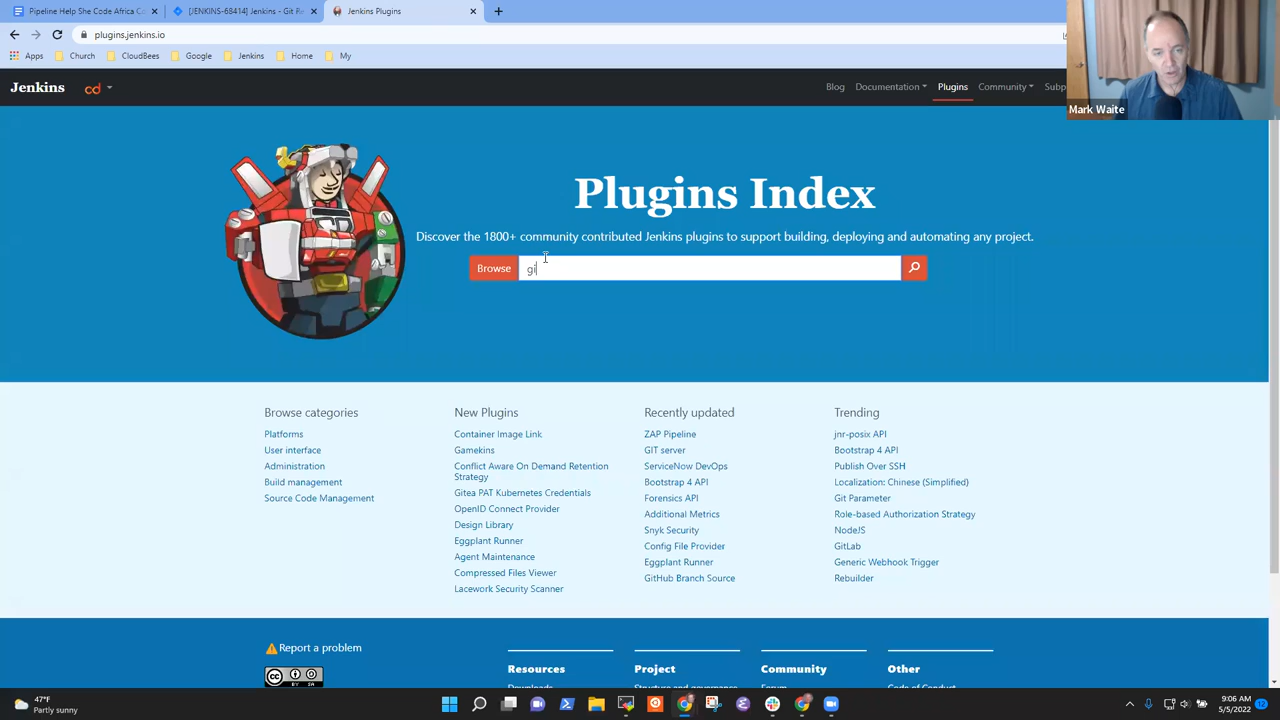 Pipeline Help She Code Africa Co
[JENKINS-68414] Jenkins - Git Re
Jenkins Plugins
plugins.jenkins.io
Apps
Church
CloudBees
Google
Jenkins
Home
My
Jenkins
cd
Blog
Documentation
Plugins
Community
Mark Waite
Plugins Index
Discover the 1800+ community contributed Jenkins plugins to support building, deploying and automating any project.
Browse
gi
Browse categories
Platforms
User interface
Administration
Build management
Source Code Management
New Plugins
Container Image Link
Gamekins
Conflict Aware On Demand Retention
Strategy
Gitea PAT Kubernetes Credentials
OpenID Connect Provider
Design Library
Eggplant Runner
Agent Maintenance
Compressed Files Viewer
Lacework Security Scanner
Recently updated
ZAP Pipeline
GIT server
ServiceNow DevOps
Bootstrap 4 API
Forensics API
Additional Metrics
Snyk Security
Config File Provider
Eggplant Runner
GitHub Branch Source
Trending
jnr-posix API
Bootstrap 4 API
Publish Over SSH
Localization: Chinese (Simplified)
Git Parameter
Role-based Authorization Strategy
NodeJS
GitLab
Generic Webhook Trigger
Rebuilder
Report a problem
CC BY SA
Resources
Project
Community
Other
47°F
Partly sunny
9:06 AM
5/5/2022
12